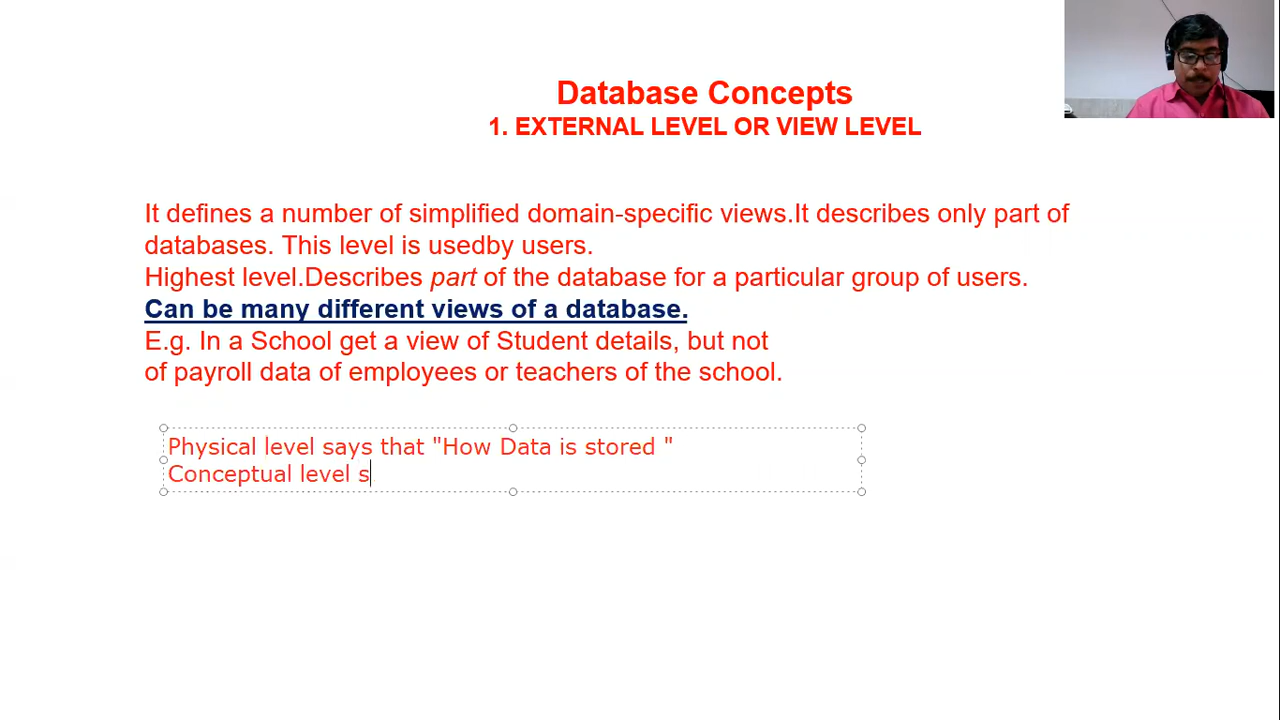 Database Concepts
1. EXTERNAL LEVEL OR VIEW LEVEL
It defines a number of simplified domain-specific views.It describes only part of
databases. This level is usedby users.
Highest level.Describes part of the database for a particular group of users.
Can be many different views of a database.
E.g. In a School get a view of Student details, but not
of payroll data of employees or teachers of the school.
Physical level says that "How Data is stored "
Conceptual level s